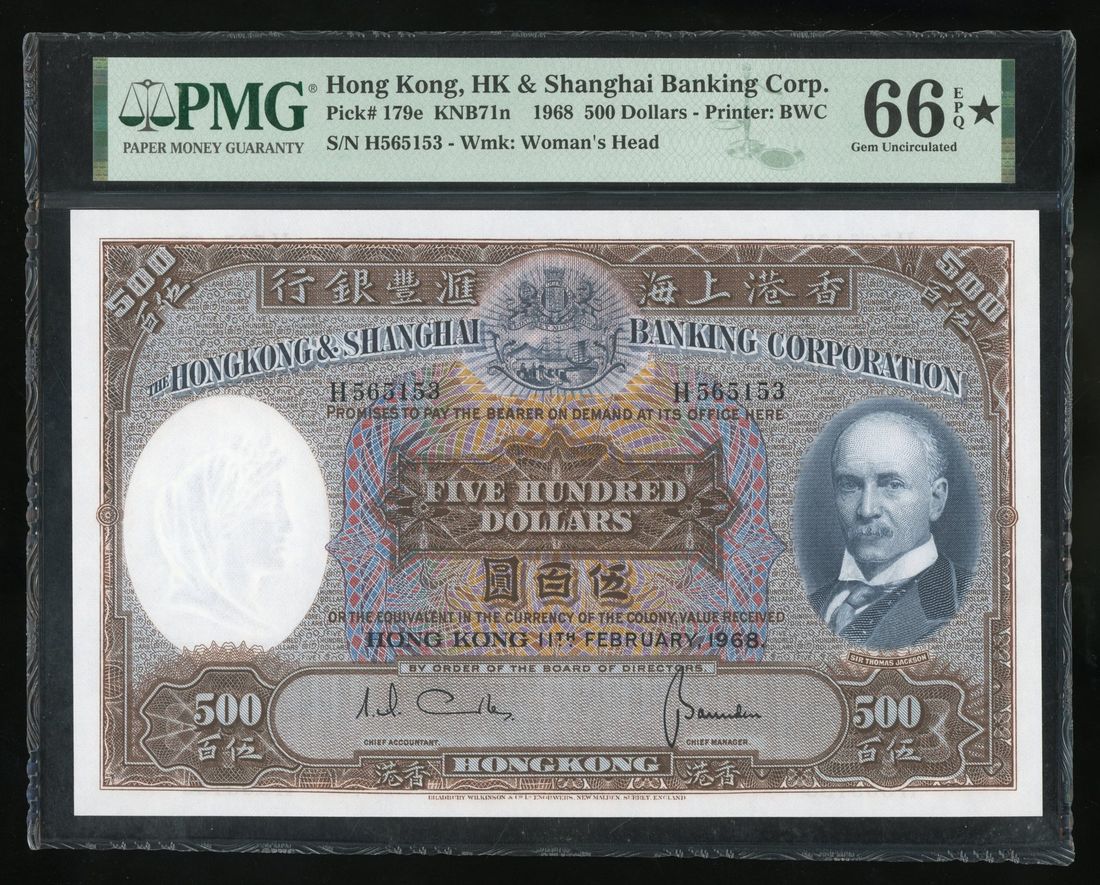 PMG®
PAPER MONEY GUARANTY
Hong Kong, HK & Shanghai Banking Corp.
Pick# 179e KNB71n 1968 500 Dollars - Printer: BWC
S/N H565153 - Wmk: Woman's Head
66 EPQ★
Gem Uncirculated
500
百伍
500
百伍
行銀豐滙 海上港香
THE HONGKONG & SHANGHAI BANKING CORPORATION
H565153 H565153
PROMISES TO PAY THE BEARER ON DEMAND AT ITS OFFICE HERE
FIVE HUNDRED
DOLLARS
圓百伍
OR THE EQUIVALENT IN THE CURRENCY OF THE COLONY, VALUE RECEIVED
HONG KONG 11TH FEBRUARY, 1968.
BY ORDER OF THE BOARD OF DIRECTORS.
SIR THOMAS JACKSON
500
百伍
CHIEF ACCOUNTANT.
CHIEF MANAGER.
500
百伍
港香 HONGKONG 港香
BRADBURY WILKINSON & Co Ld ENGRAVERS, NEW MALDEN, SURREY, ENGLAND